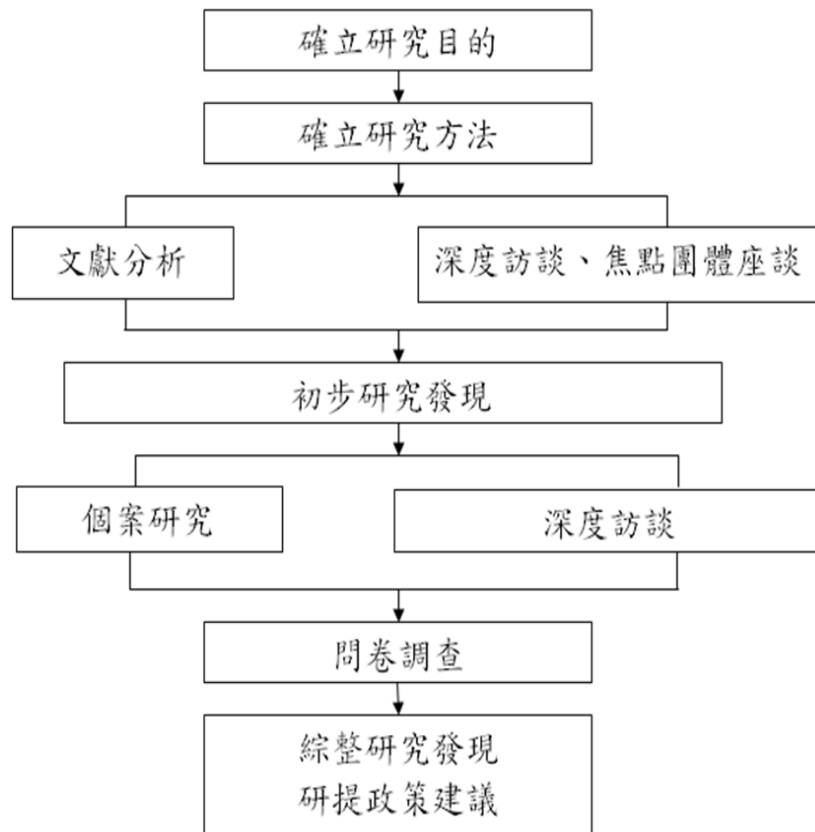 確立研究目的
確立研究方法
文獻分析
深度訪談、焦點團體座談
初步研究發現
個案研究
深度訪談
問卷調查
綜整研究發現
研提政策建議